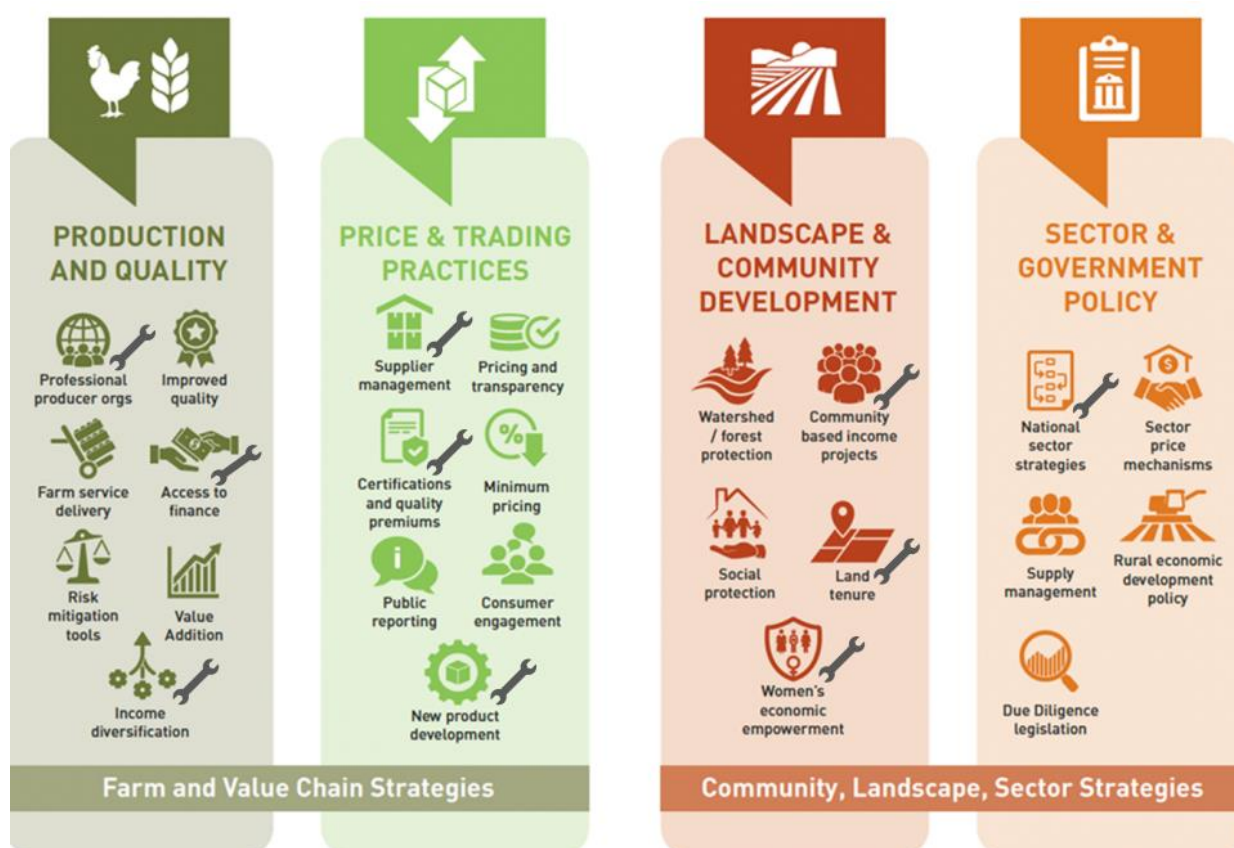 PRODUCTION
AND QUALITY
Professional
producer orgs
Improved
quality
Farm service
delivery
Access to
finance
Risk
mitigation
tools
Value
Addition
Income
diversification
PRICE & TRADING
PRACTICES
Supplier
management
Pricing and
transparency
Certifications
and quality
premiums
%
Minimum
pricing
i
Public
reporting
Consumer
engagement
New product
development
Farm and Value Chain Strategies
LANDSCAPE &
COMMUNITY
DEVELOPMENT
Watershed
/ forest
protection
Community
based income
projects
Social
protection
Land
tenure
Women's
economic
empowerment
SECTOR &
GOVERNMENT
POLICY
National
sector
strategies
$
Sector
price
mechanisms
Supply
management
Rural economic
development
policy
Due Diligence
legislation
Community, Landscape, Sector Strategies